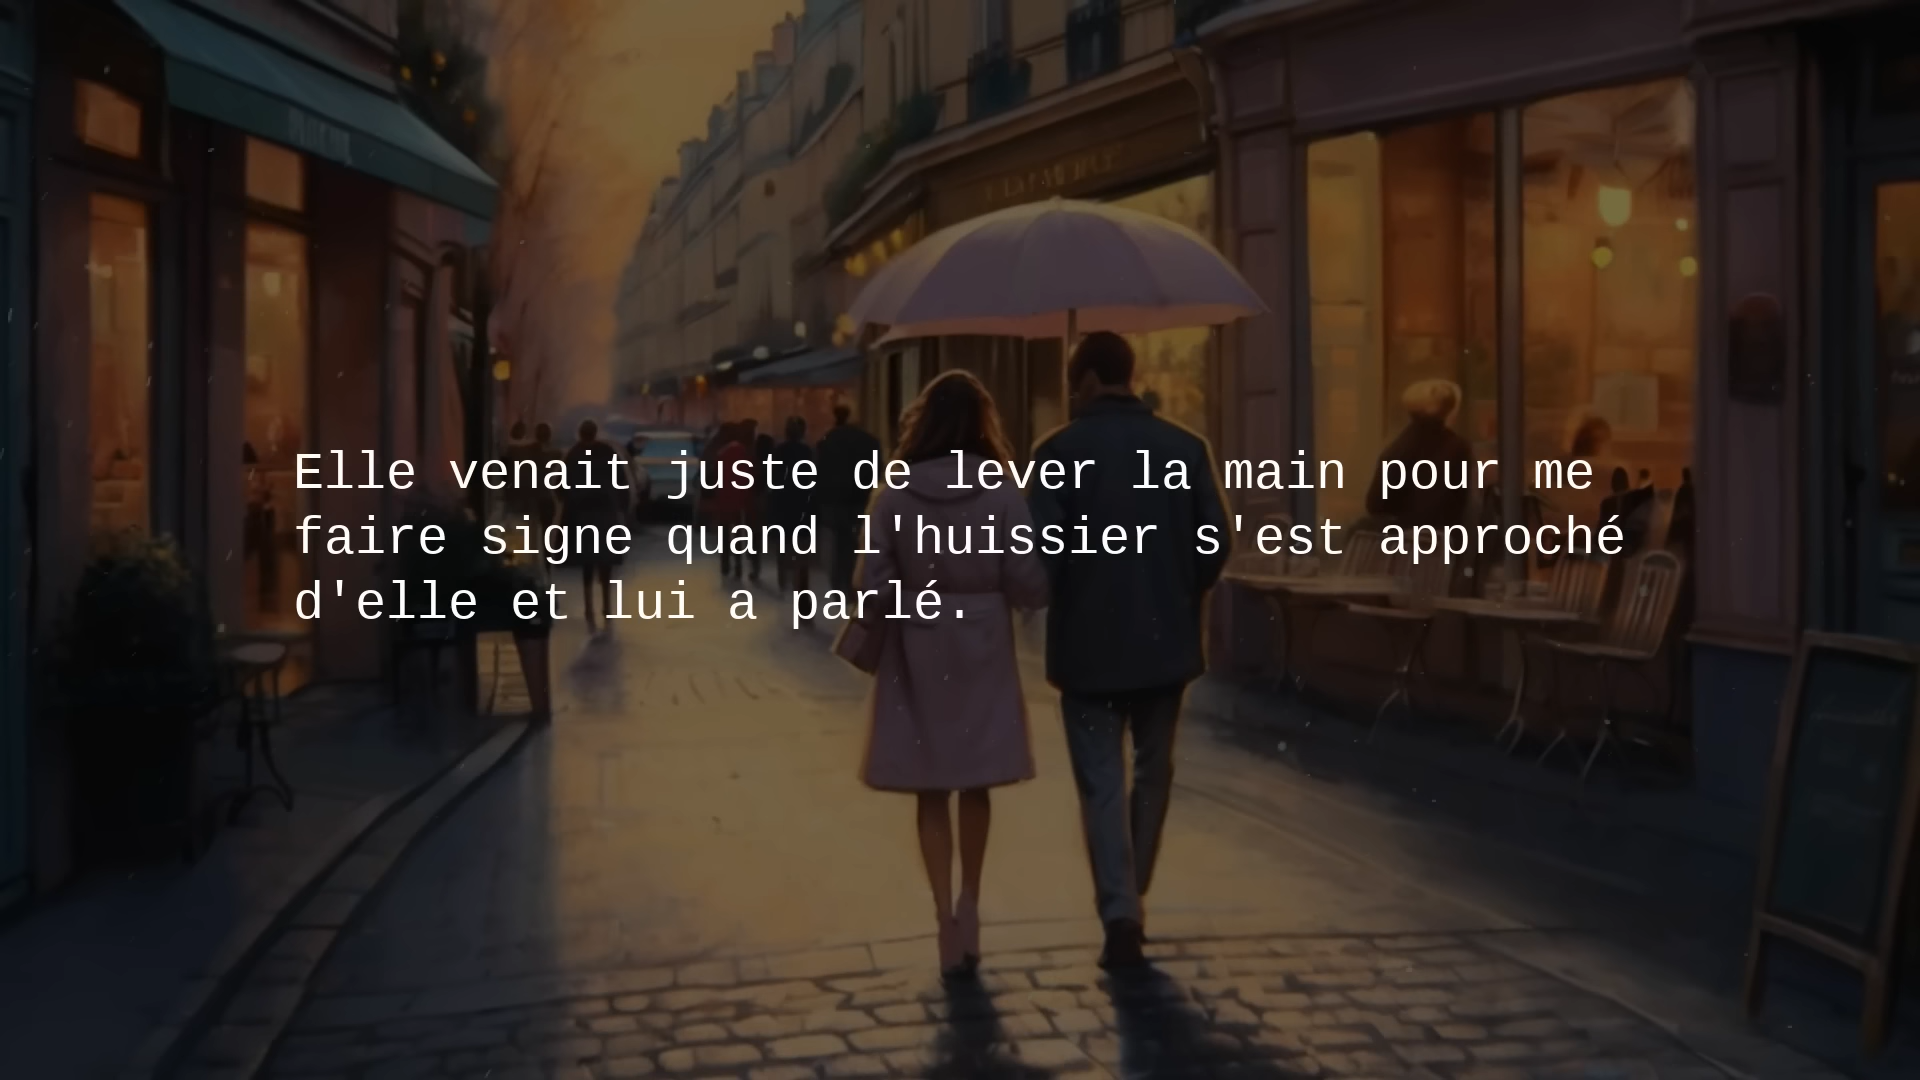 Elle venait juste de lever la main pour me
faire signe quand l'huissier s'est approché
d'elle et lui a parlé.